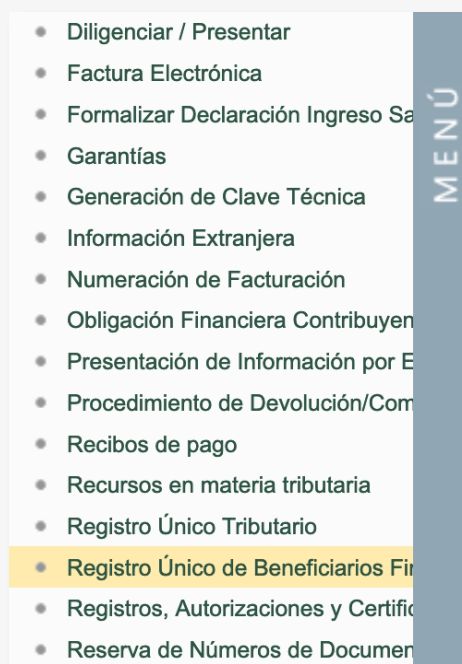 Diligenciar / Presentar
Factura Electrónica
Formalizar Declaración Ingreso Sa
Garantías
Generación de Clave Técnica
Información Extranjera
Numeración de Facturación
Obligación Financiera Contribuyen
Presentación de Información por E
Procedimiento de Devolución/Com
Recibos de pago
Recursos en materia tributaria
Registro Único Tributario
Registro Único de Beneficiarios Fin
Registros, Autorizaciones y Certific
Reserva de Números de Documen
MENÚ